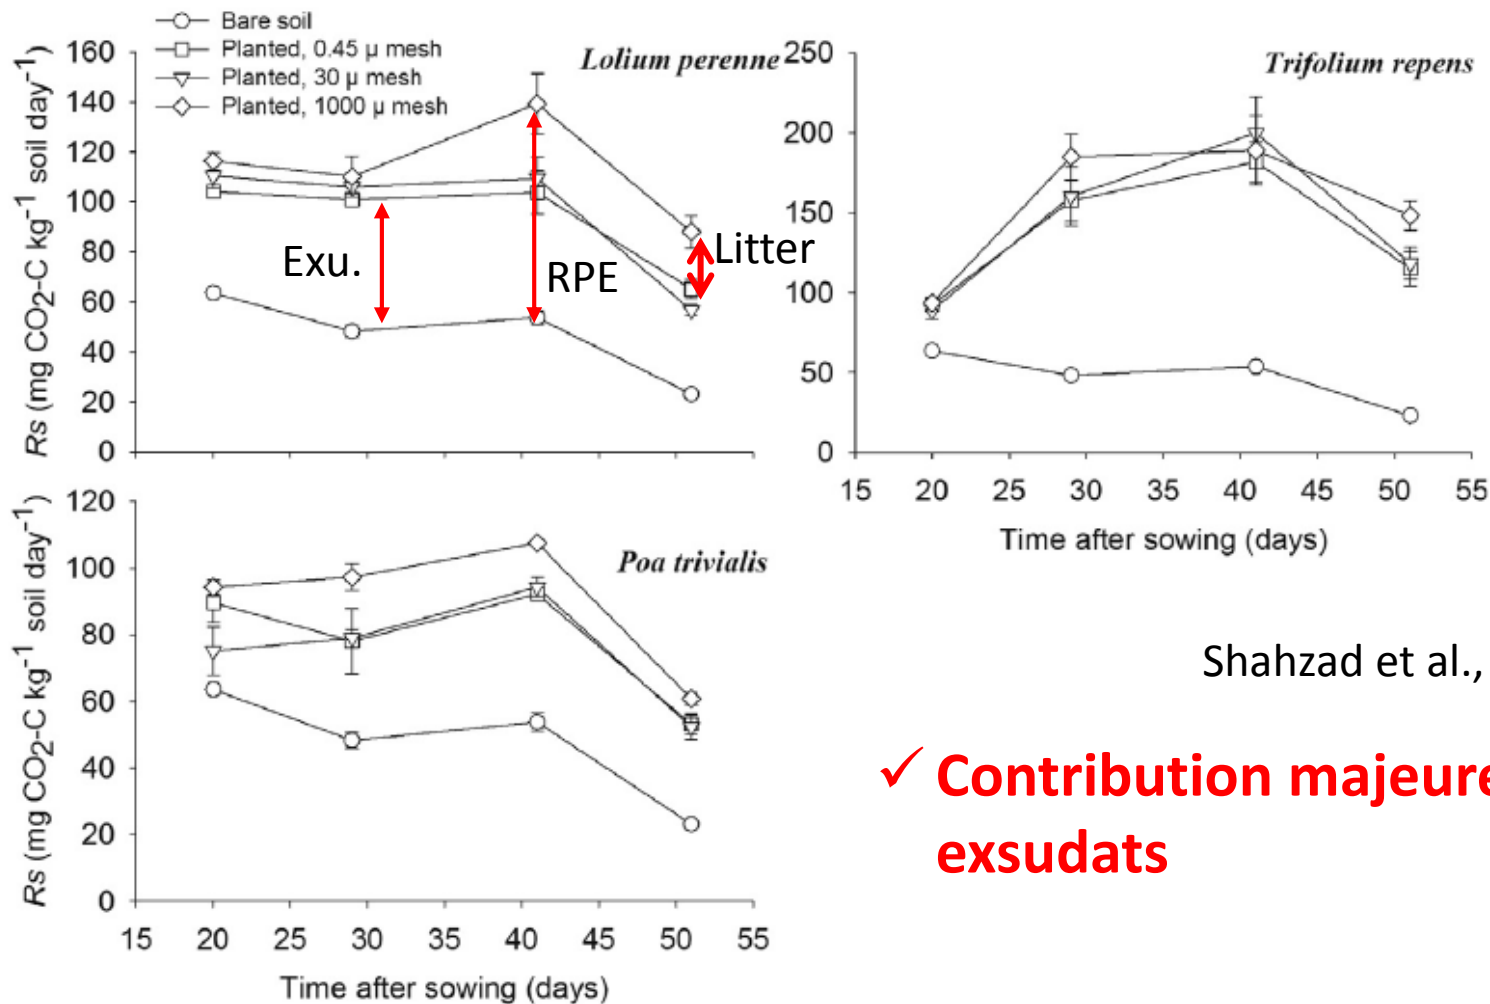 Bare soil
Planted, 0.45 µ mesh
Planted, 30 µ mesh
Planted, 1000 µ mesh
Lolium perenne
Rs (mg CO2-C kg-1 soil day-1)
160
140
120
100
80
60
40
20
0
Exu.
RPE
Litter
Trifolium repens
250
200
150
100
50
0
15 20 25 30 35 40 45 50 55
Time after sowing (days)
Poa trivialis
Rs (mg CO2-C kg-1 soil day-1)
120
100
80
60
40
20
0
15 20 25 30 35 40 45 50 55
Time after sowing (days)
Shahzad et al.,
✓ Contribution majeure
exsudats